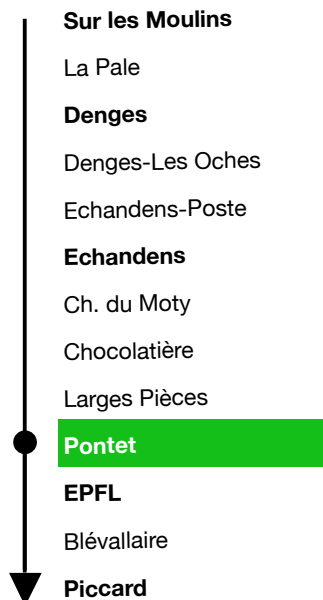 Sur les Moulins
La Pale
Denges
Denges-Les Oches
Echandens-Poste
Echandens
Ch. du Moty
Chocolatière
Larges Pièces
Pontet
EPFL
Blévallaire
Piccard